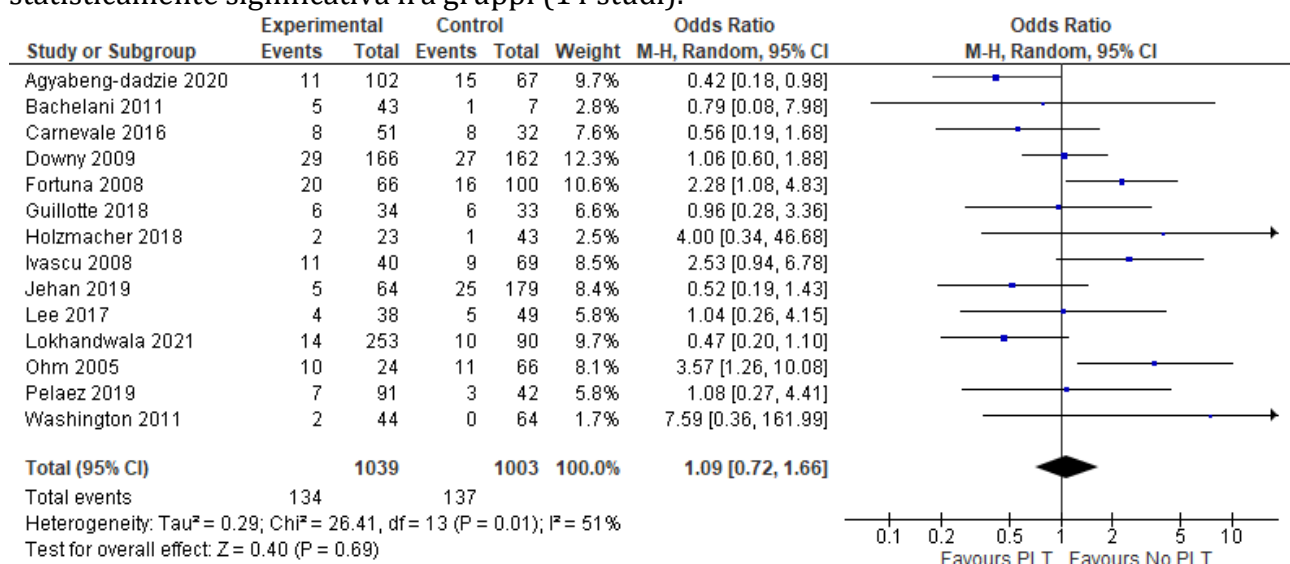 statisticamente significativa fra gruppi (14 studi).
Experimental Control Odds Ratio Odds Ratio
Study or Subgroup Events Total Events Total Weight M-H, Random, 95% CI M-H, Random, 95% CI
Agyabeng-dadzie 2020 11 102 15 67 9.7% 0.42 [0.18, 0.98]
Bachelani 2011 5 43 1 7 2.8% 0.79 [0.08, 7.98]
Carnevale 2016 8 51 8 32 7.6% 0.56 [0.19, 1.68]
Downy 2009 29 166 27 162 12.3% 1.06 [0.60, 1.88]
Fortuna 2008 20 66 16 100 10.6% 2.28 [1.08, 4.83]
Guillotte 2018 6 34 6 33 6.6% 0.96 [0.28, 3.36]
Holzmacher 2018 2 23 1 43 2.5% 4.00 [0.34, 46.68]
Ivascu 2008 11 40 9 69 8.5% 2.53 [0.94, 6.78]
Jehan 2019 5 64 25 179 8.4% 0.52 [0.19, 1.43]
Lee 2017 4 38 5 49 5.8% 1.04 [0.26, 4.15]
Lokhandwala 2021 14 253 10 90 9.7% 0.47 [0.20, 1.10]
Ohm 2005 10 24 11 66 8.1% 3.57 [1.26, 10.08]
Pelaez 2019 7 91 3 42 5.8% 1.08 [0.27, 4.41]
Washington 2011 2 44 0 64 1.7% 7.59 [0.36, 161.99]
Total (95% CI) 1039 1003 100.0% 1.09 [0.72, 1.66]
Total events 134 137
Heterogeneity: Tau² = 0.29; Chi² = 26.41, df = 13 (P = 0.01); I² = 51%
Test for overall effect: Z = 0.40 (P = 0.69)
0.1 0.2 0.5 1 2 5 10
Favours PLT Favours No PLT